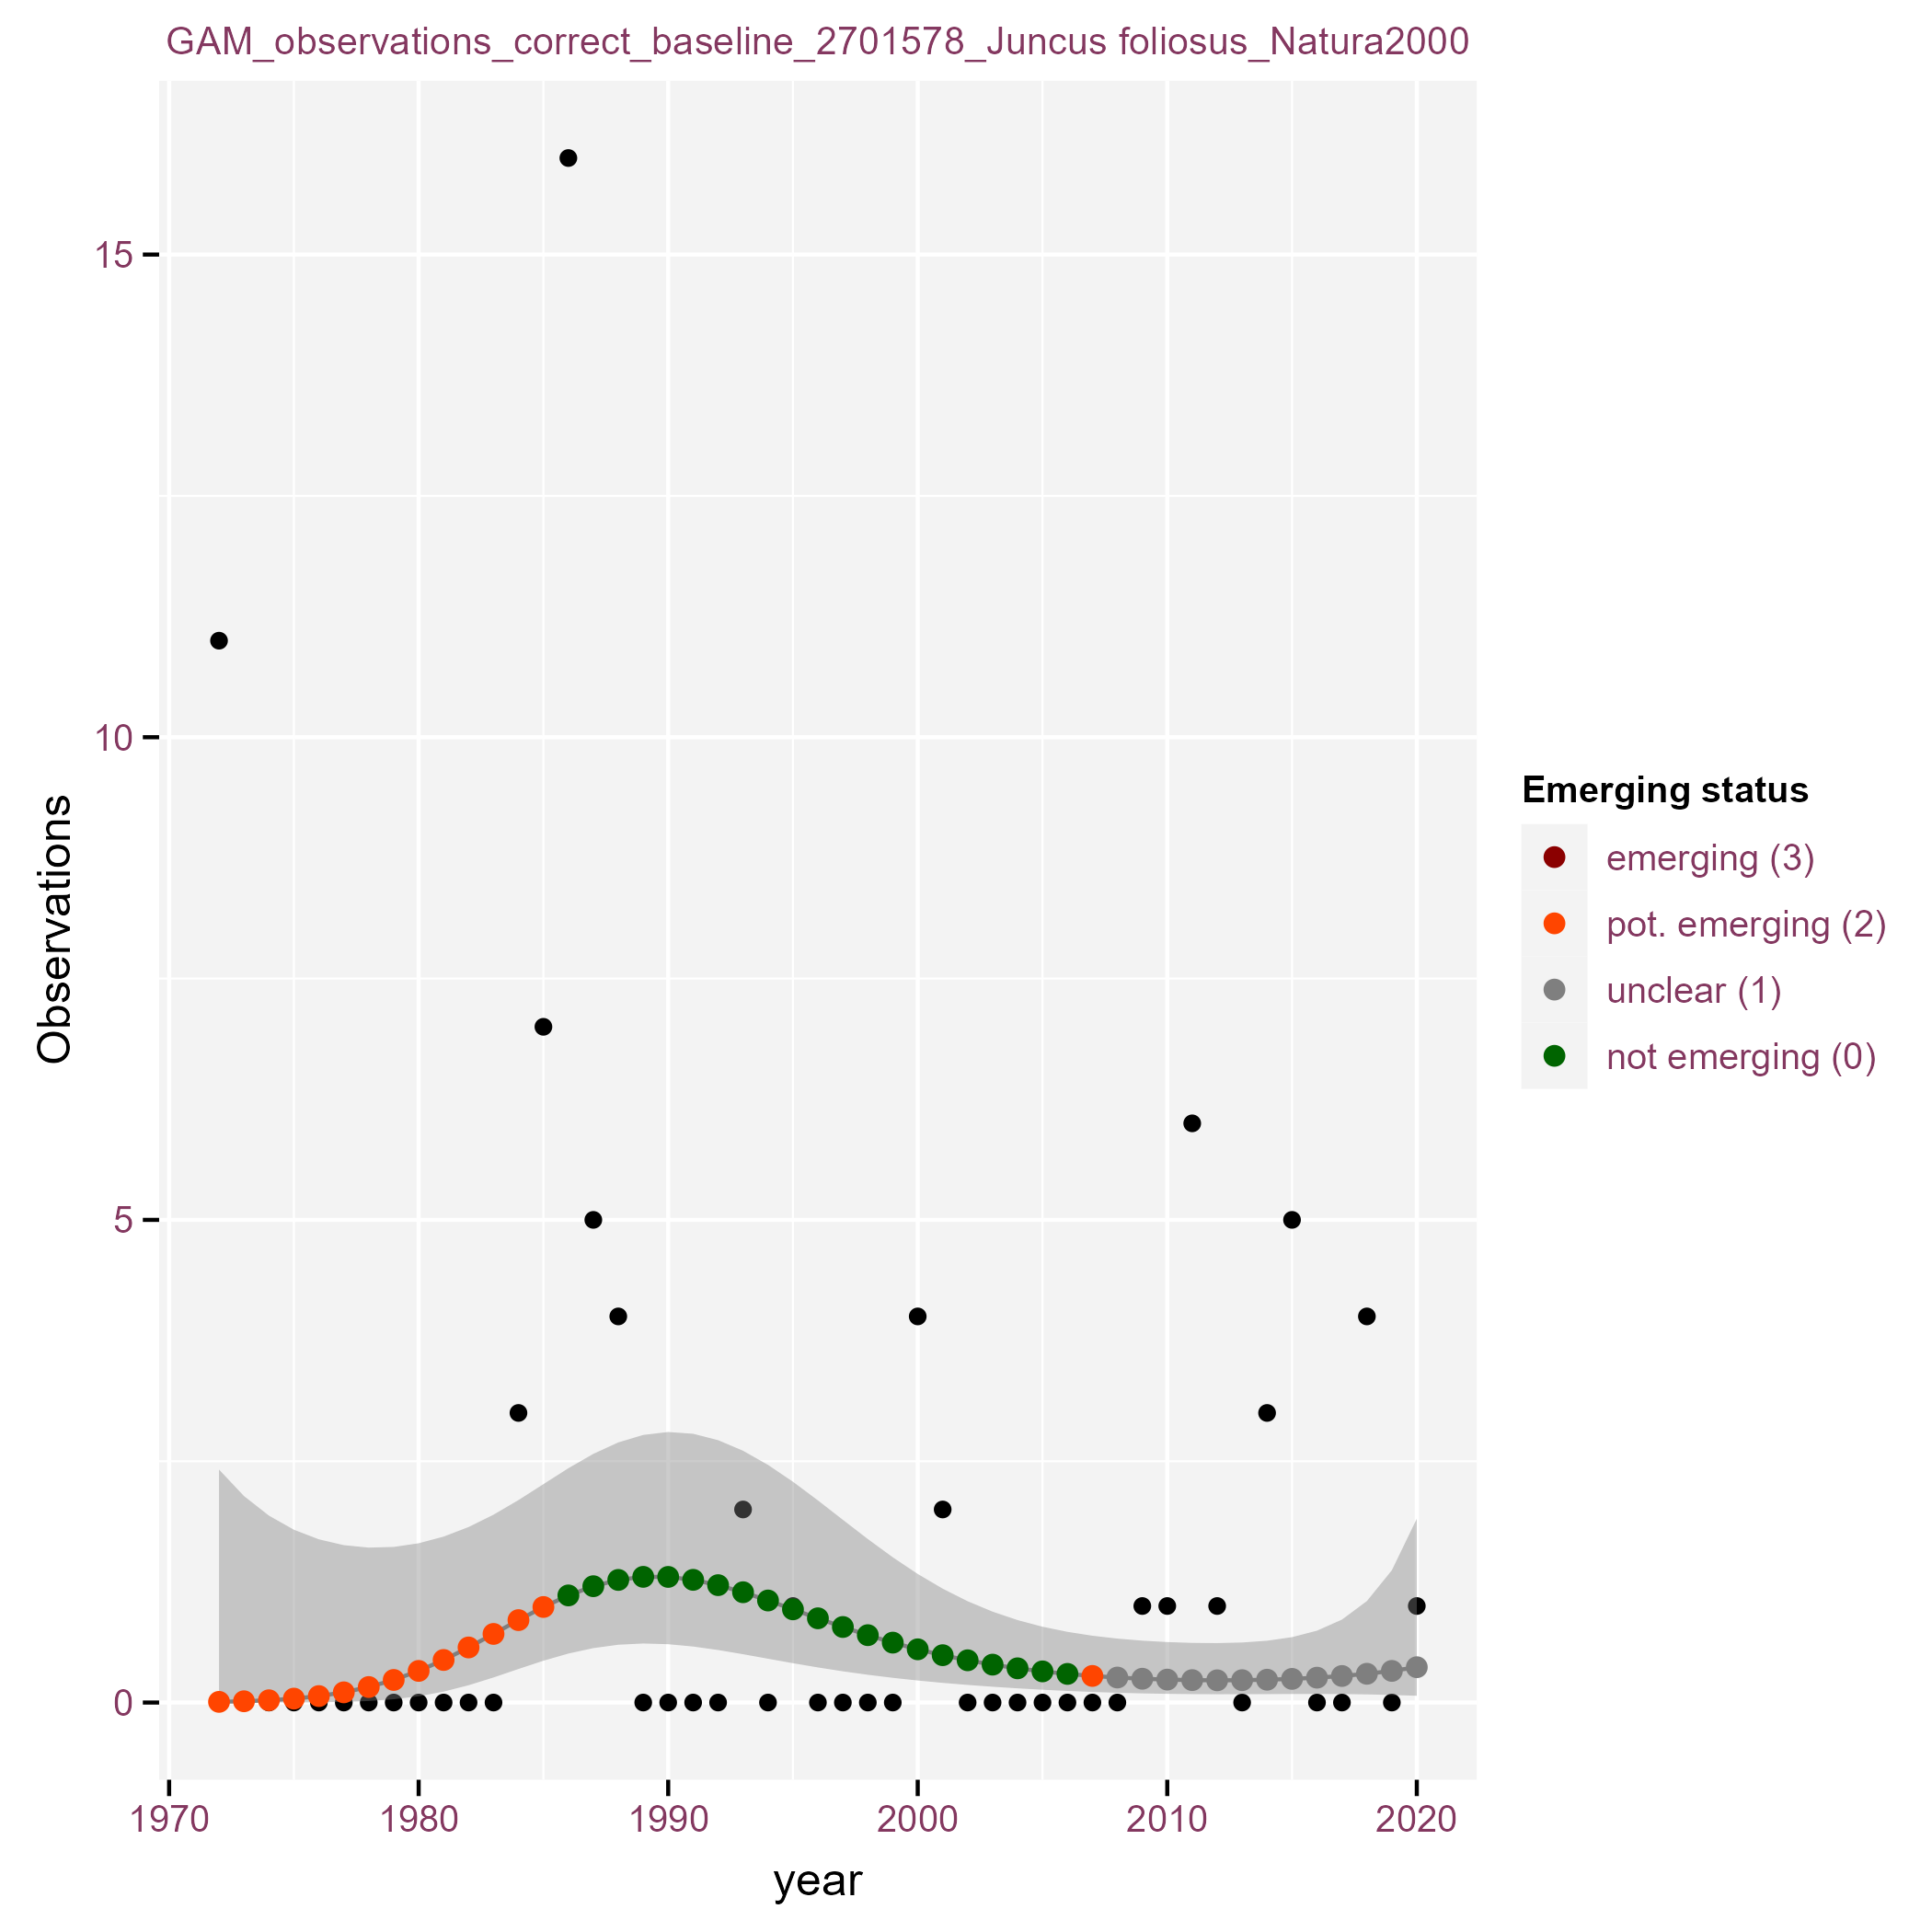 GAM_observations_correct_baseline_2701578_Juncus foliosus_Natura2000
15
10
5
0
Observations
1970 1980 1990 2000 2010 2020
year
Emerging status
emerging (3)
pot. emerging (2)
unclear (1)
not emerging (0)